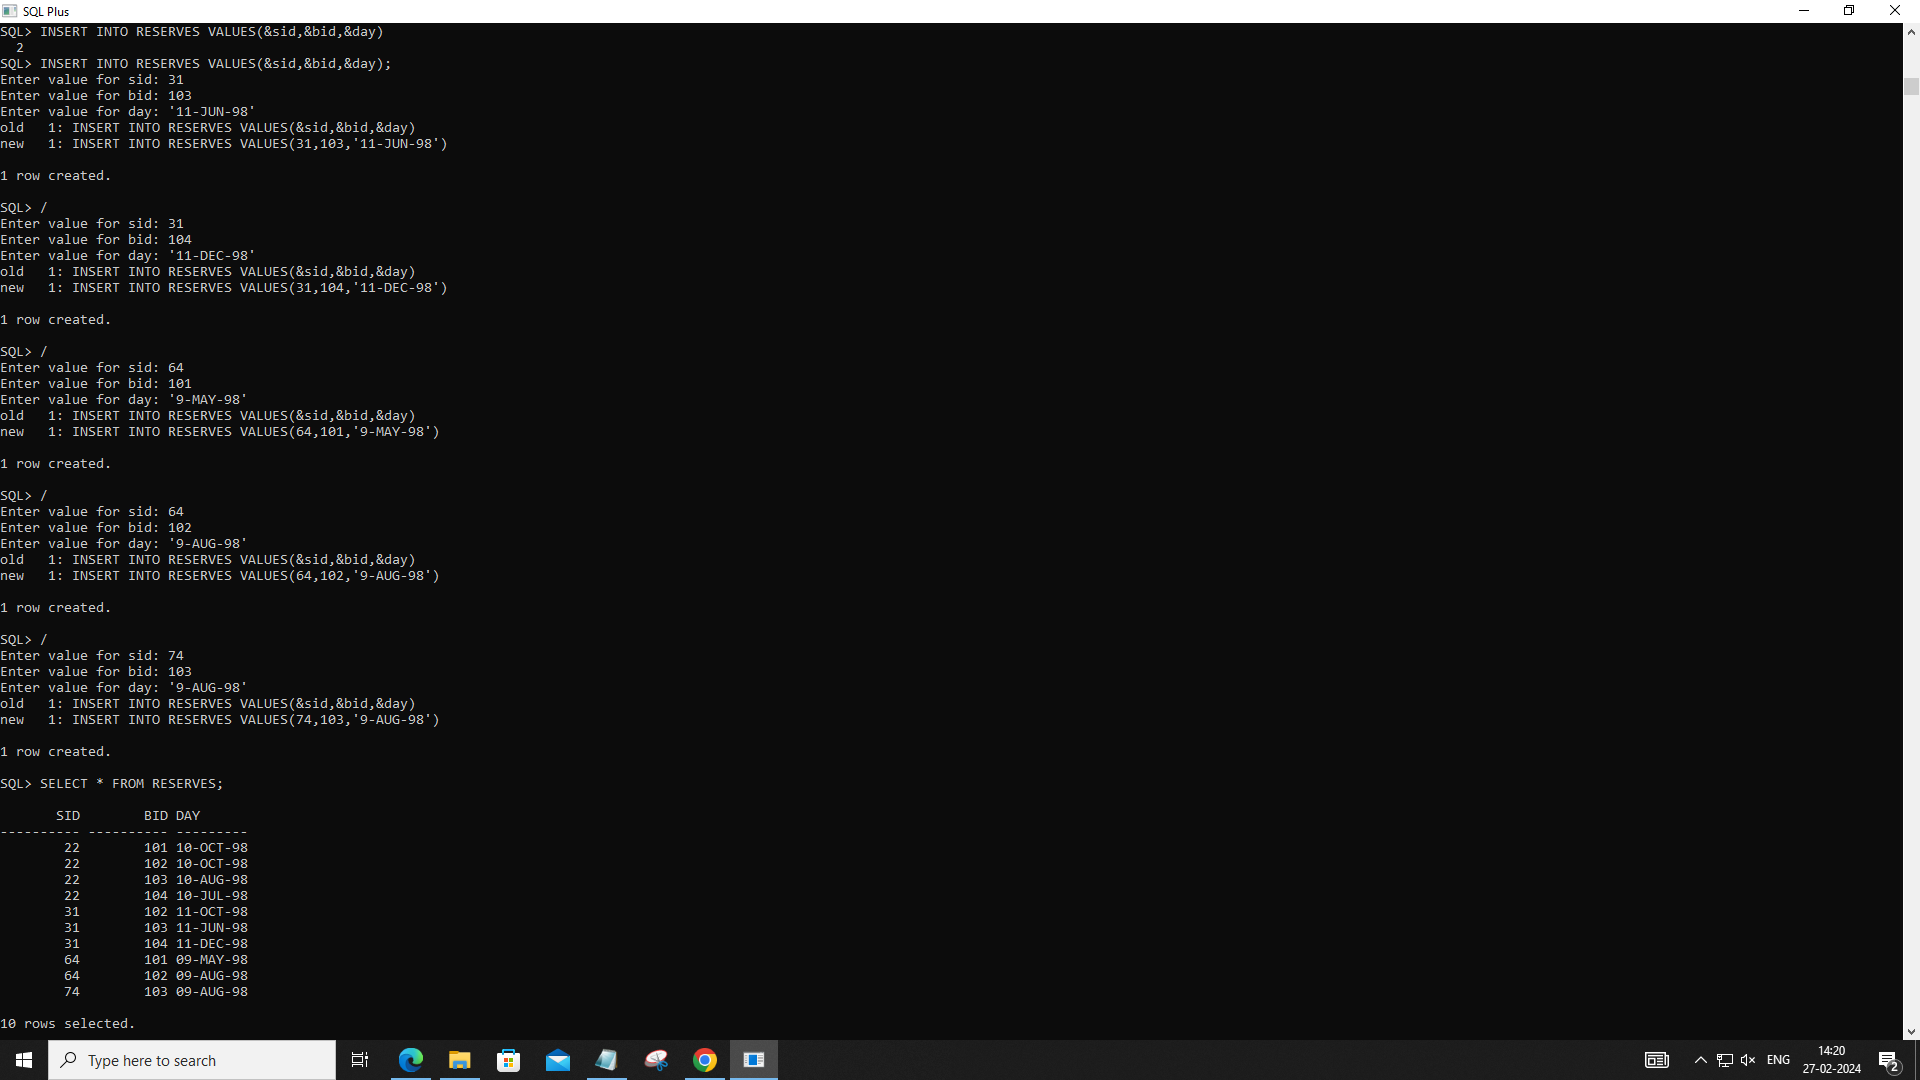 SQL Plus
SQL> INSERT INTO RESERVES VALUES(&sid,&bid,&day)
  2
SQL> INSERT INTO RESERVES VALUES(&sid,&bid,&day);
Enter value for sid: 31
Enter value for bid: 103
Enter value for day: '11-JUN-98'
old   1: INSERT INTO RESERVES VALUES(&sid,&bid,&day)
new   1: INSERT INTO RESERVES VALUES(31,103,'11-JUN-98')

1 row created.

SQL> /
Enter value for sid: 31
Enter value for bid: 104
Enter value for day: '11-DEC-98'
old   1: INSERT INTO RESERVES VALUES(&sid,&bid,&day)
new   1: INSERT INTO RESERVES VALUES(31,104,'11-DEC-98')

1 row created.

SQL> /
Enter value for sid: 64
Enter value for bid: 101
Enter value for day: '9-MAY-98'
old   1: INSERT INTO RESERVES VALUES(&sid,&bid,&day)
new   1: INSERT INTO RESERVES VALUES(64,101,'9-MAY-98')

1 row created.

SQL> /
Enter value for sid: 64
Enter value for bid: 102
Enter value for day: '9-AUG-98'
old   1: INSERT INTO RESERVES VALUES(&sid,&bid,&day)
new   1: INSERT INTO RESERVES VALUES(64,102,'9-AUG-98')

1 row created.

SQL> /
Enter value for sid: 74
Enter value for bid: 103
Enter value for day: '9-AUG-98'
old   1: INSERT INTO RESERVES VALUES(&sid,&bid,&day)
new   1: INSERT INTO RESERVES VALUES(74,103,'9-AUG-98')

1 row created.

SQL> SELECT * FROM RESERVES;

       SID        BID DAY
---------- ---------- ---------
        22        101 10-OCT-98
        22        102 10-OCT-98
        22        103 10-AUG-98
        22        104 10-JUL-98
        31        102 11-OCT-98
        31        103 11-JUN-98
        31        104 11-DEC-98
        64        101 09-MAY-98
        64        102 09-AUG-98
        74        103 09-AUG-98

10 rows selected.
Type here to search
ENG
14:20
27-02-2024
2